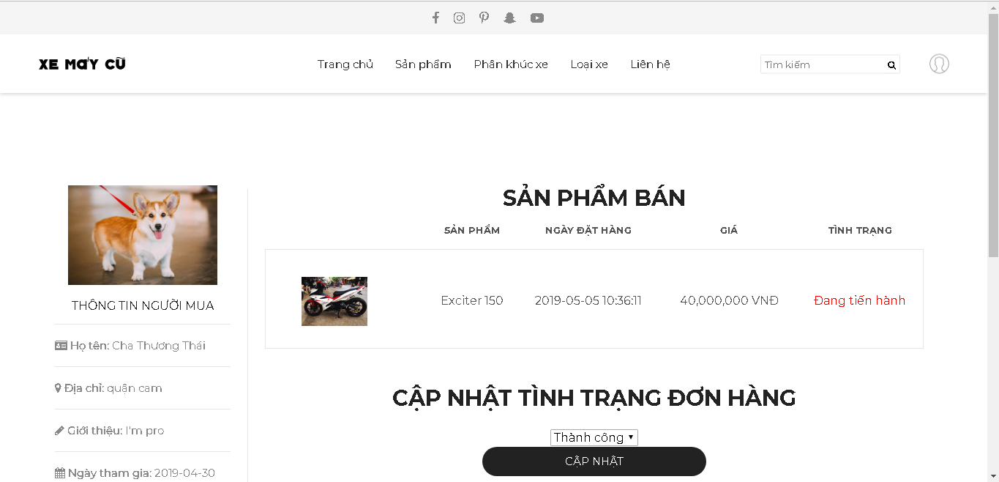 XE MÁY CŨ
Trang chủ Sản phẩm Phân khúc xe Loại xe Liên hệ Tìm kiếm
THÔNG TIN NGƯỜI MUA
Họ tên: Cha Thương Thái
Địa chỉ: quận cam
Giới thiệu: I'm pro
Ngày tham gia: 2019-04-30
SẢN PHẨM BÁN
SẢN PHẨM NGÀY ĐẶT HÀNG GIÁ TÌNH TRẠNG
Exciter 150 2019-05-05 10:36:11 40,000,000 VNĐ Đang tiến hành
CẬP NHẬT TÌNH TRẠNG ĐƠN HÀNG
Thành công
CẬP NHẬT